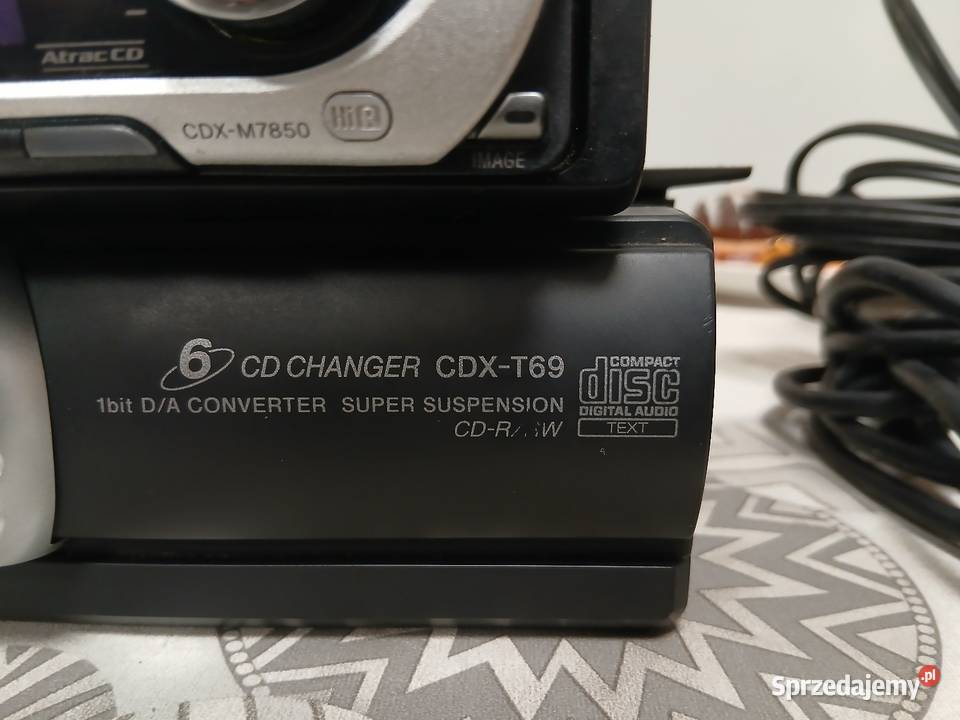 Atrac CD
CDX-M7850 HiR
IMAGE
6 CD CHANGER CDX-T69
1bit D/A CONVERTER SUPER SUSPENSION
CD-R/RW
COMPACT
disc
DIGITAL AUDIO
TEXT
Sprzedajemy.pl